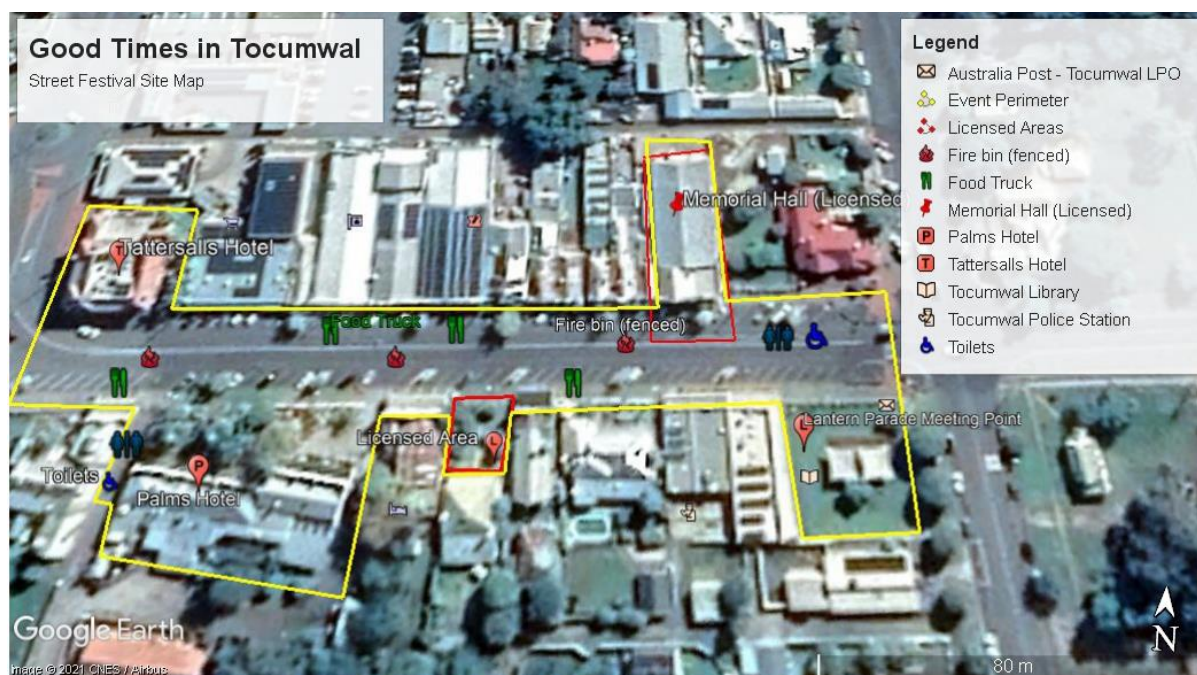 Good Times in Tocumwal
Street Festival Site Map
Legend
Australia Post - Tocumwal LPO
Event Perimeter
Licensed Areas
Fire bin (fenced)
Food Truck
Memorial Hall (Licensed)
P Palms Hotel
T Tattersalls Hotel
Tocumwal Library
Tocumwal Police Station
Toilets
Memorial Hall (Licensed)
T
Tattersalls Hotel
Food Truck
Fire bin (fenced)
Licensed Area
L
L
Lantern Parade Meeting Point
Toilets
P
Palms Hotel
Google Earth
Image © 2021 CNES / Airbus
80 m
N